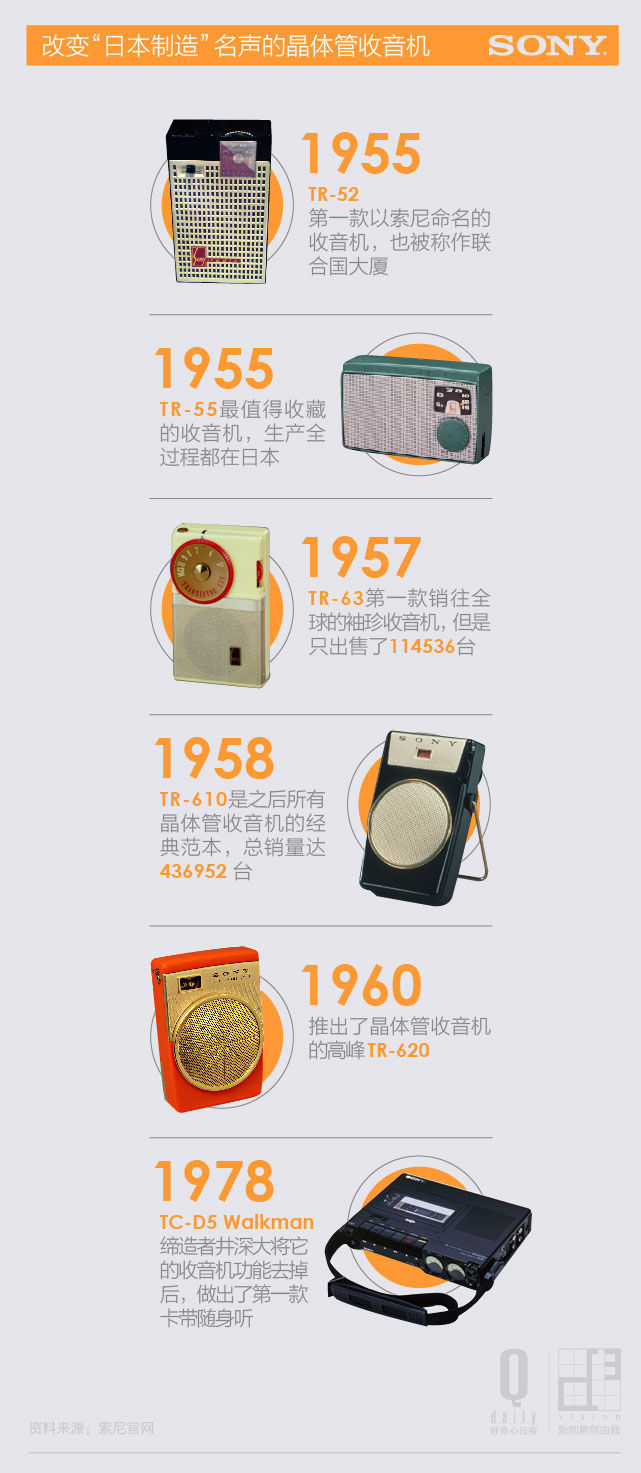 改变“日本制造”名声的晶体管收音机
SONY
1955
TR-52
第一款以索尼命名的
收音机，也被称作联
合国大厦
1955
TR-55最值得收藏
的收音机，生产全
过程都在日本
1957
TR-63第一款销往全
球的袖珍收音机，但是
只出售了114536台
SONY
1958
TR-610是之后所有
晶体管收音机的经
典范本，总销量达
436952 台
SONY
1960
推出了晶体管收音机
的高峰TR-620
1978
TC-D5 Walkman
缔造者井深大将它
的收音机功能去掉
后，做出了第一款
卡带随身听
SONY
Q
daily
好奇心日报
vision
新创意创由我
资料来源：索尼官网